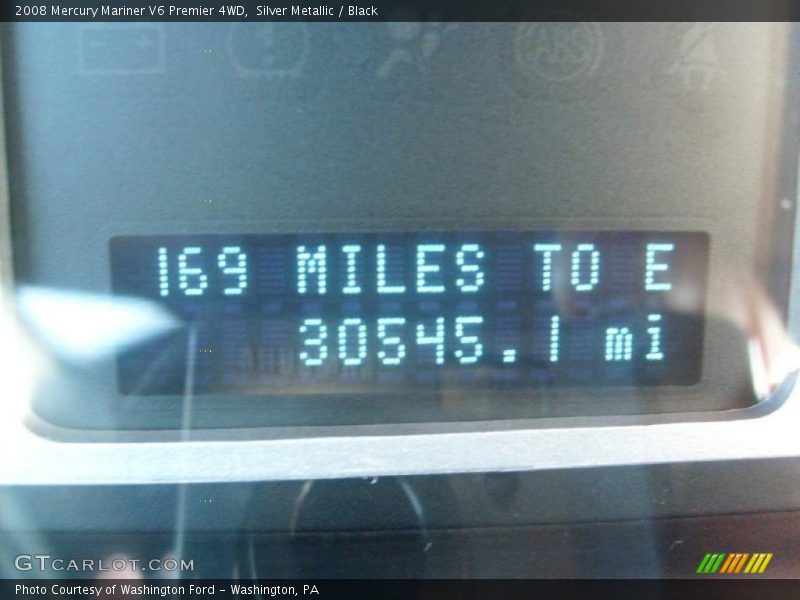 2008 Mercury Mariner V6 Premier 4WD,  Silver Metallic / Black
ABS
169 MILES TO E
30545.1 mi
GTCARLOT.COM
Photo Courtesy of Washington Ford - Washington, PA